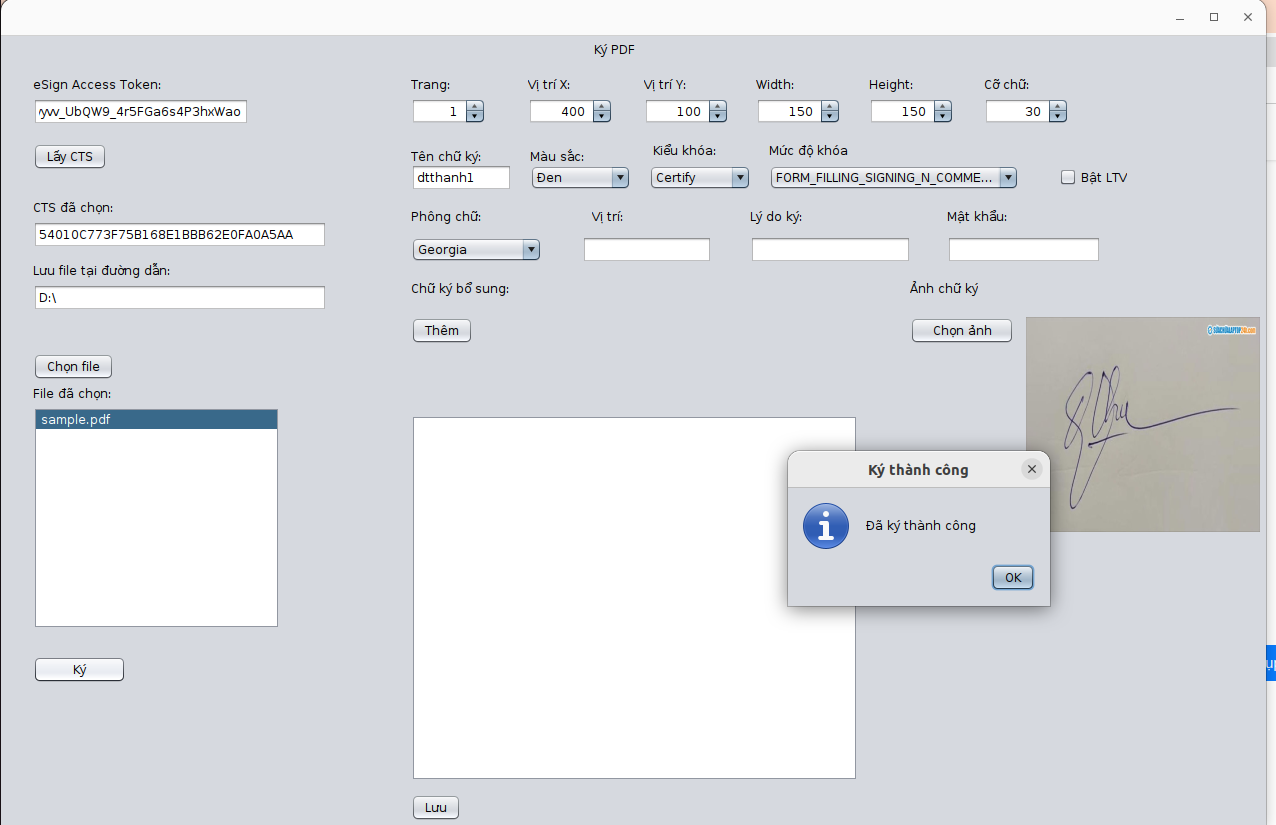 Ký PDF
eSign Access Token:
Trang:
Vị trí X:
Vị trí Y:
Width:
Height:
Cỡ chữ:
_UbQW9_4r5FGa6s4P3hxWao
1
400
100
150
150
30
Lấy CTS
Tên chữ ký:
Màu sắc:
Kiểu khóa:
Mức độ khóa
dtthanh1
Đen
Certify
FORM_FILLING_SIGNING_N_COMME...
Bật LTV
CTS đã chọn:
54010C773F75B168E1BBB62E0FA0A5AA
Phông chữ:
Vị trí:
Lý do ký:
Mật khẩu:
Georgia
Lưu file tại đường dẫn:
D:\
Chữ ký bổ sung:
Ảnh chữ ký
Thêm
Chọn ảnh
Chọn file
File đã chọn:
sample.pdf
Ký thành công
Đã ký thành công
OK
Ký
Lưu